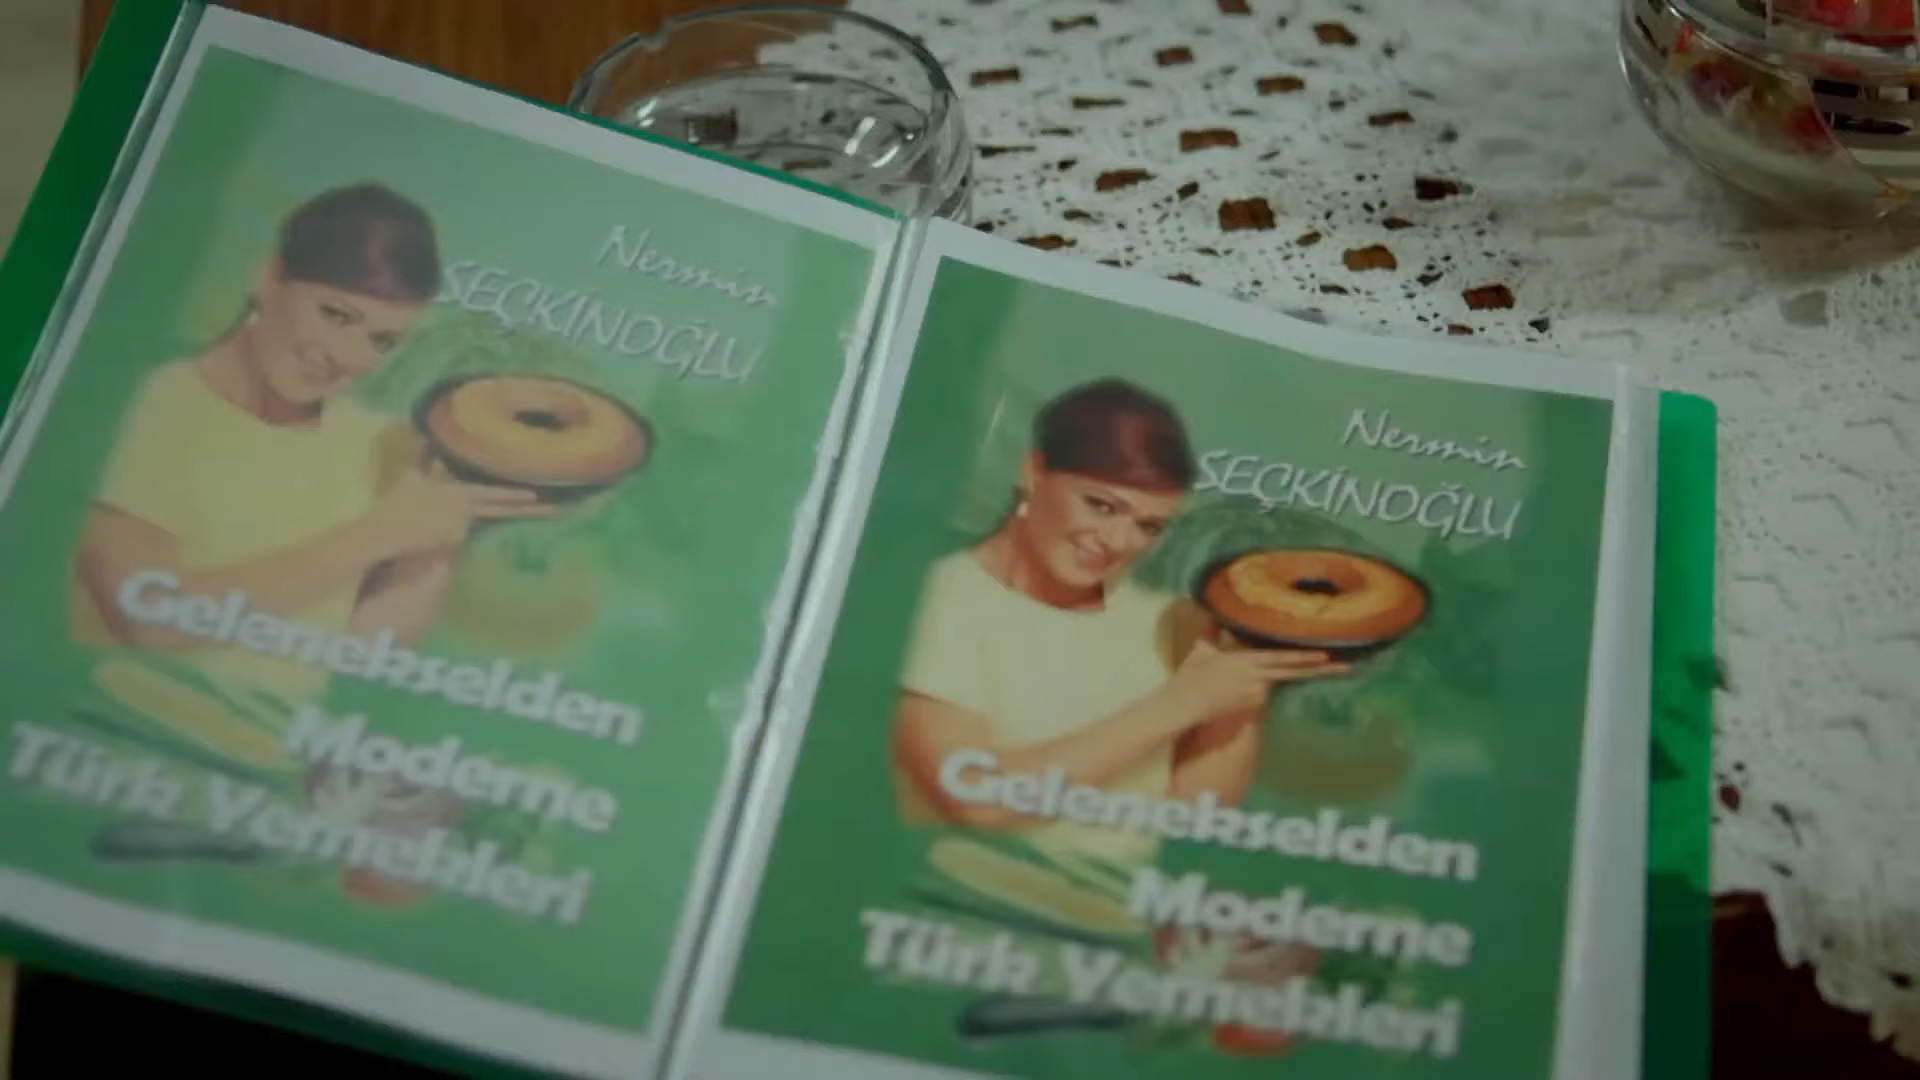 Nermin
SEÇKİNOĞLU
Gelenekselden
Moderne
Türk Yemekleri
Nermin
SEÇKİNOĞLU
Gelenekselden
Moderne
Türk Yemekleri